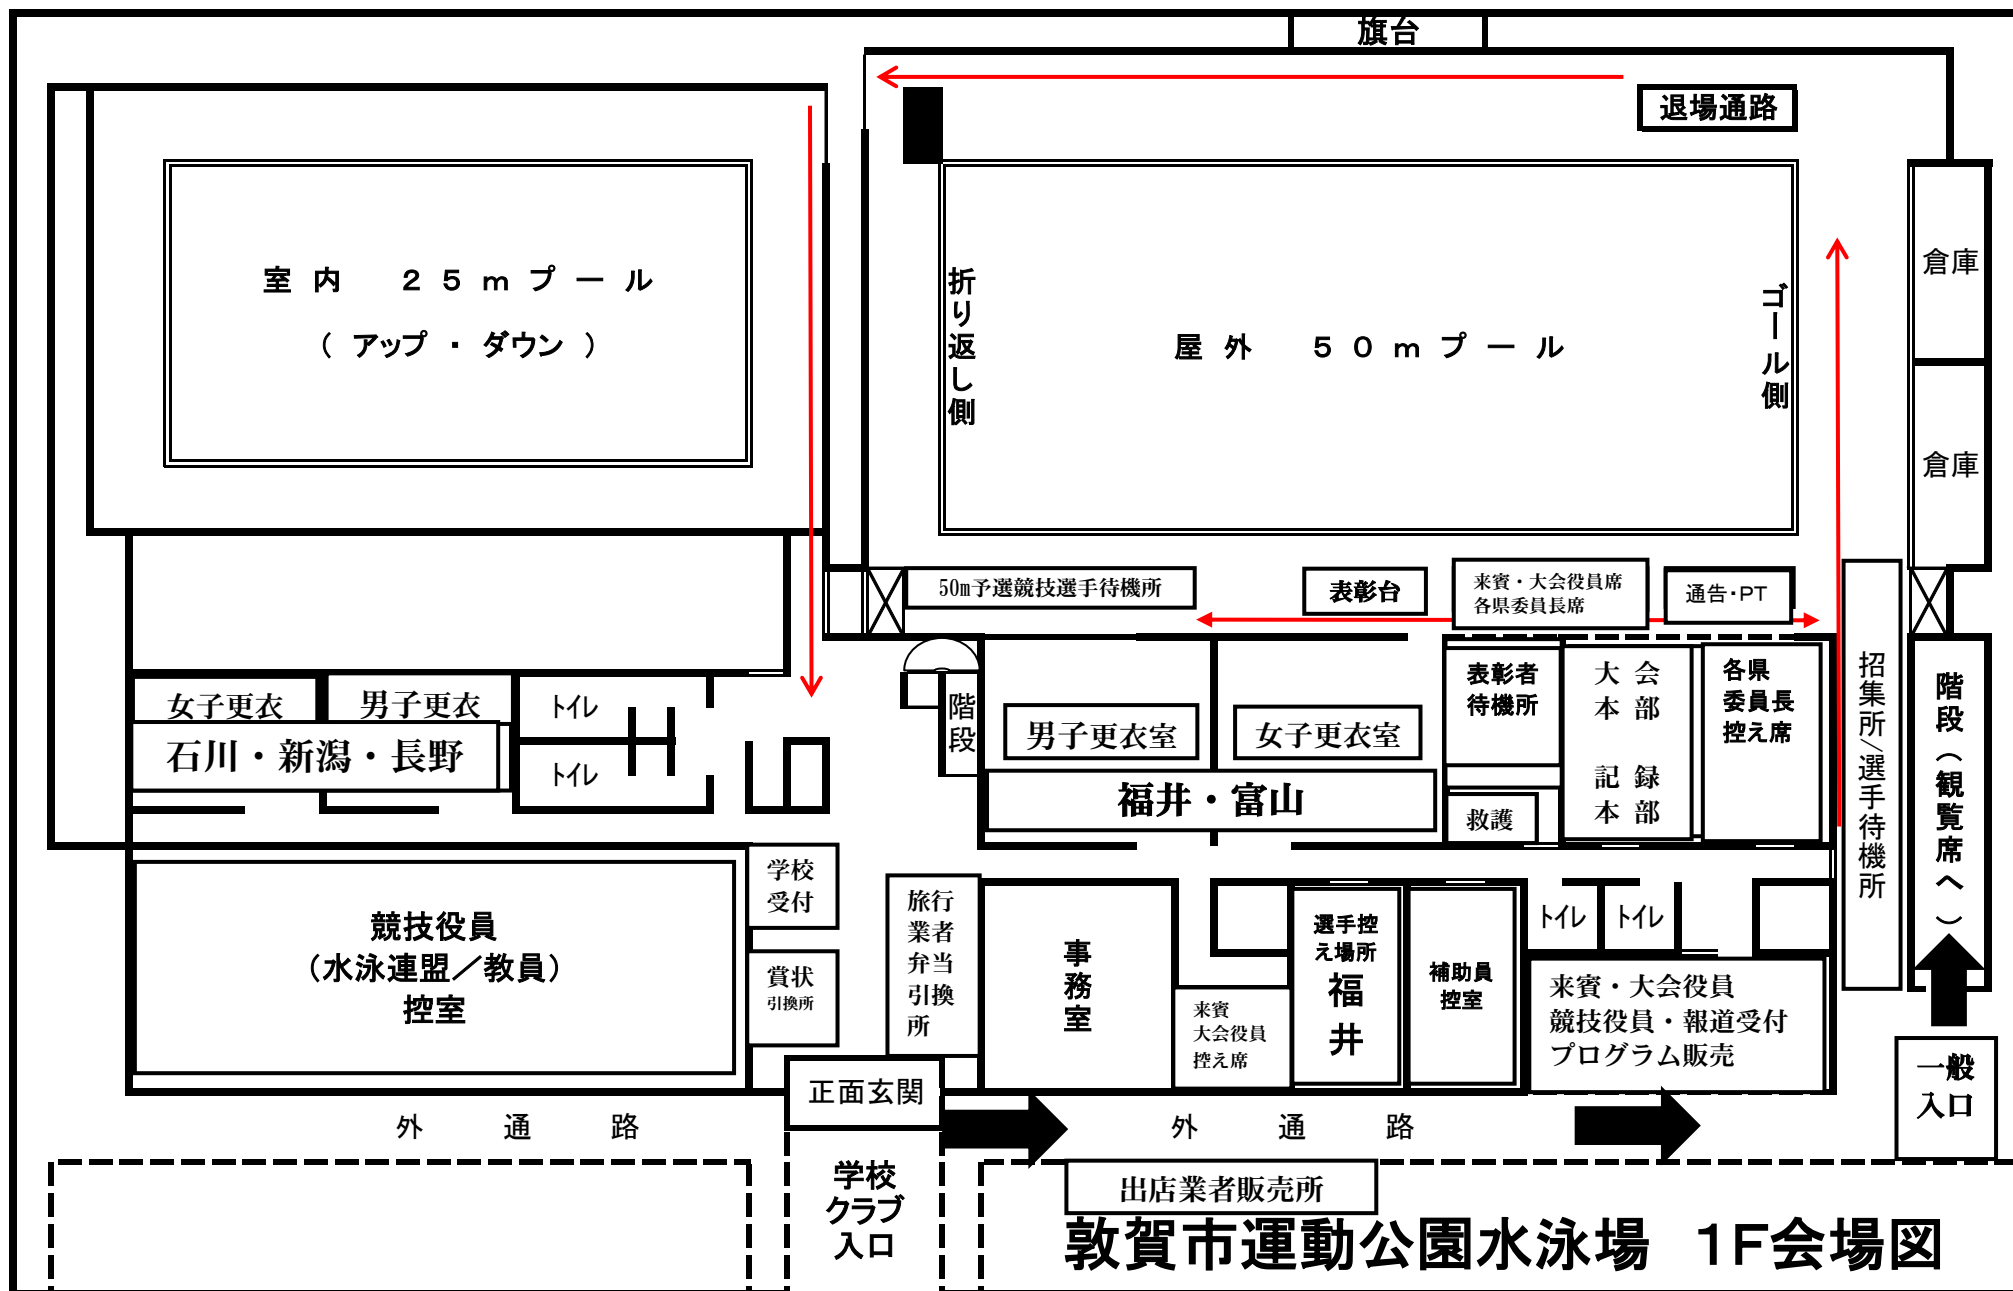 旗台
退場通路
室内 25mプール
(アップ・ダウン)
折り返し側
屋外 50mプール
ゴール側
倉庫
倉庫
50m予選競技選手待機所
表彰台
来賓・大会役員席
各県委員長席
通告・PT
女子更衣
男子更衣
トイレ
石川・新潟・長野
トイレ
階段
男子更衣室
女子更衣室
福井・富山
表彰者
待機所
救護
大会
本部
記録
本部
各県
委員長
控え席
招集所/選手待機所
階段(観覧席へ)
競技役員
(水泳連盟/教員)
控室
学校
受付
賞状
引換所
旅行
業者
弁当
引換
所
事務室
来賓
大会役員
控え席
選手控
え場所
福
井
補助員
控室
トイレ
トイレ
来賓・大会役員
競技役員・報道受付
プログラム販売
一般
入口
正面玄関
外通路
外通路
学校
クラブ
入口
出店業者販売所
敦賀市運動公園水泳場 1F会場図